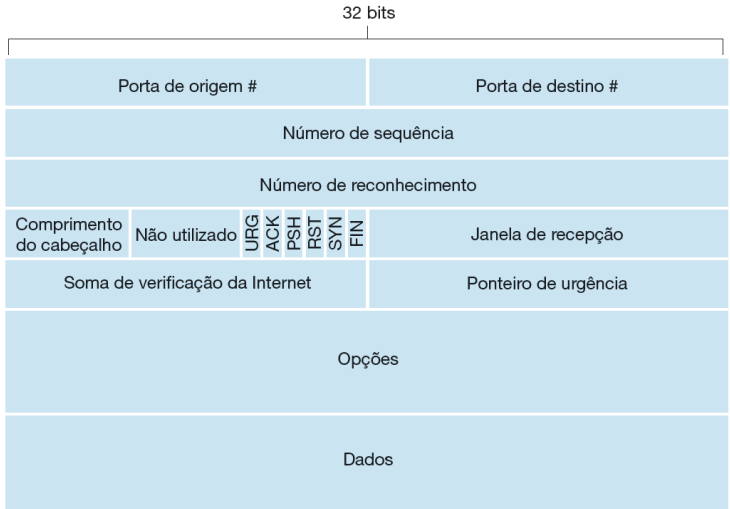 32 bits
Porta de origem #
Porta de destino #
Número de sequência
Número de reconhecimento
Comprimento
do cabeçalho
Não utilizado
URG
ACK
PSH
RST
SYN
FIN
Janela de recepção
Soma de verificação da Internet
Ponteiro de urgência
Opções
Dados